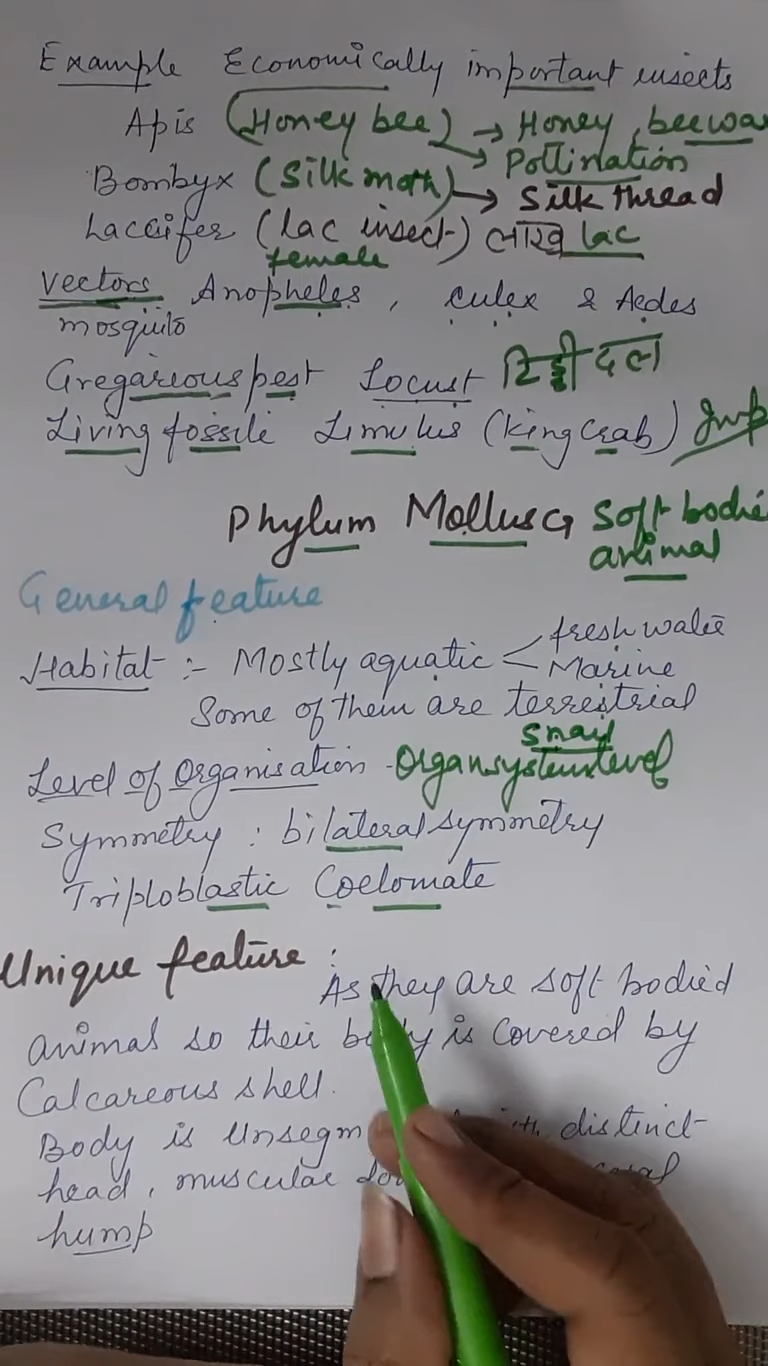 Example Economically important insects
Apis (Honey bee) → Honey, beewa
→ Pollination
Bombyx (Silk moth) → Silk thread
Laccifer (lac insect) लाख lac
female
Vectors Anopheles, Culex & Aedes
mosquito
Gregarious pest Locust टिड्डी दल
Living fossile Limulus (King Crab) Imp
Phylum Mollusca Soft bodie
animal
General feature
Habitat :- Mostly aquatic < fresh water
Marine
Some of them are terrestrial
Snail
Level of Organisation - Organ system level
Symmetry : bilateral symmetry
Triploblastic Coelomate
Unique feature :
As they are soft bodied
animal so their body is covered by
Calcareous shell.
Body is Unsegm distinct
head, muscular
hump